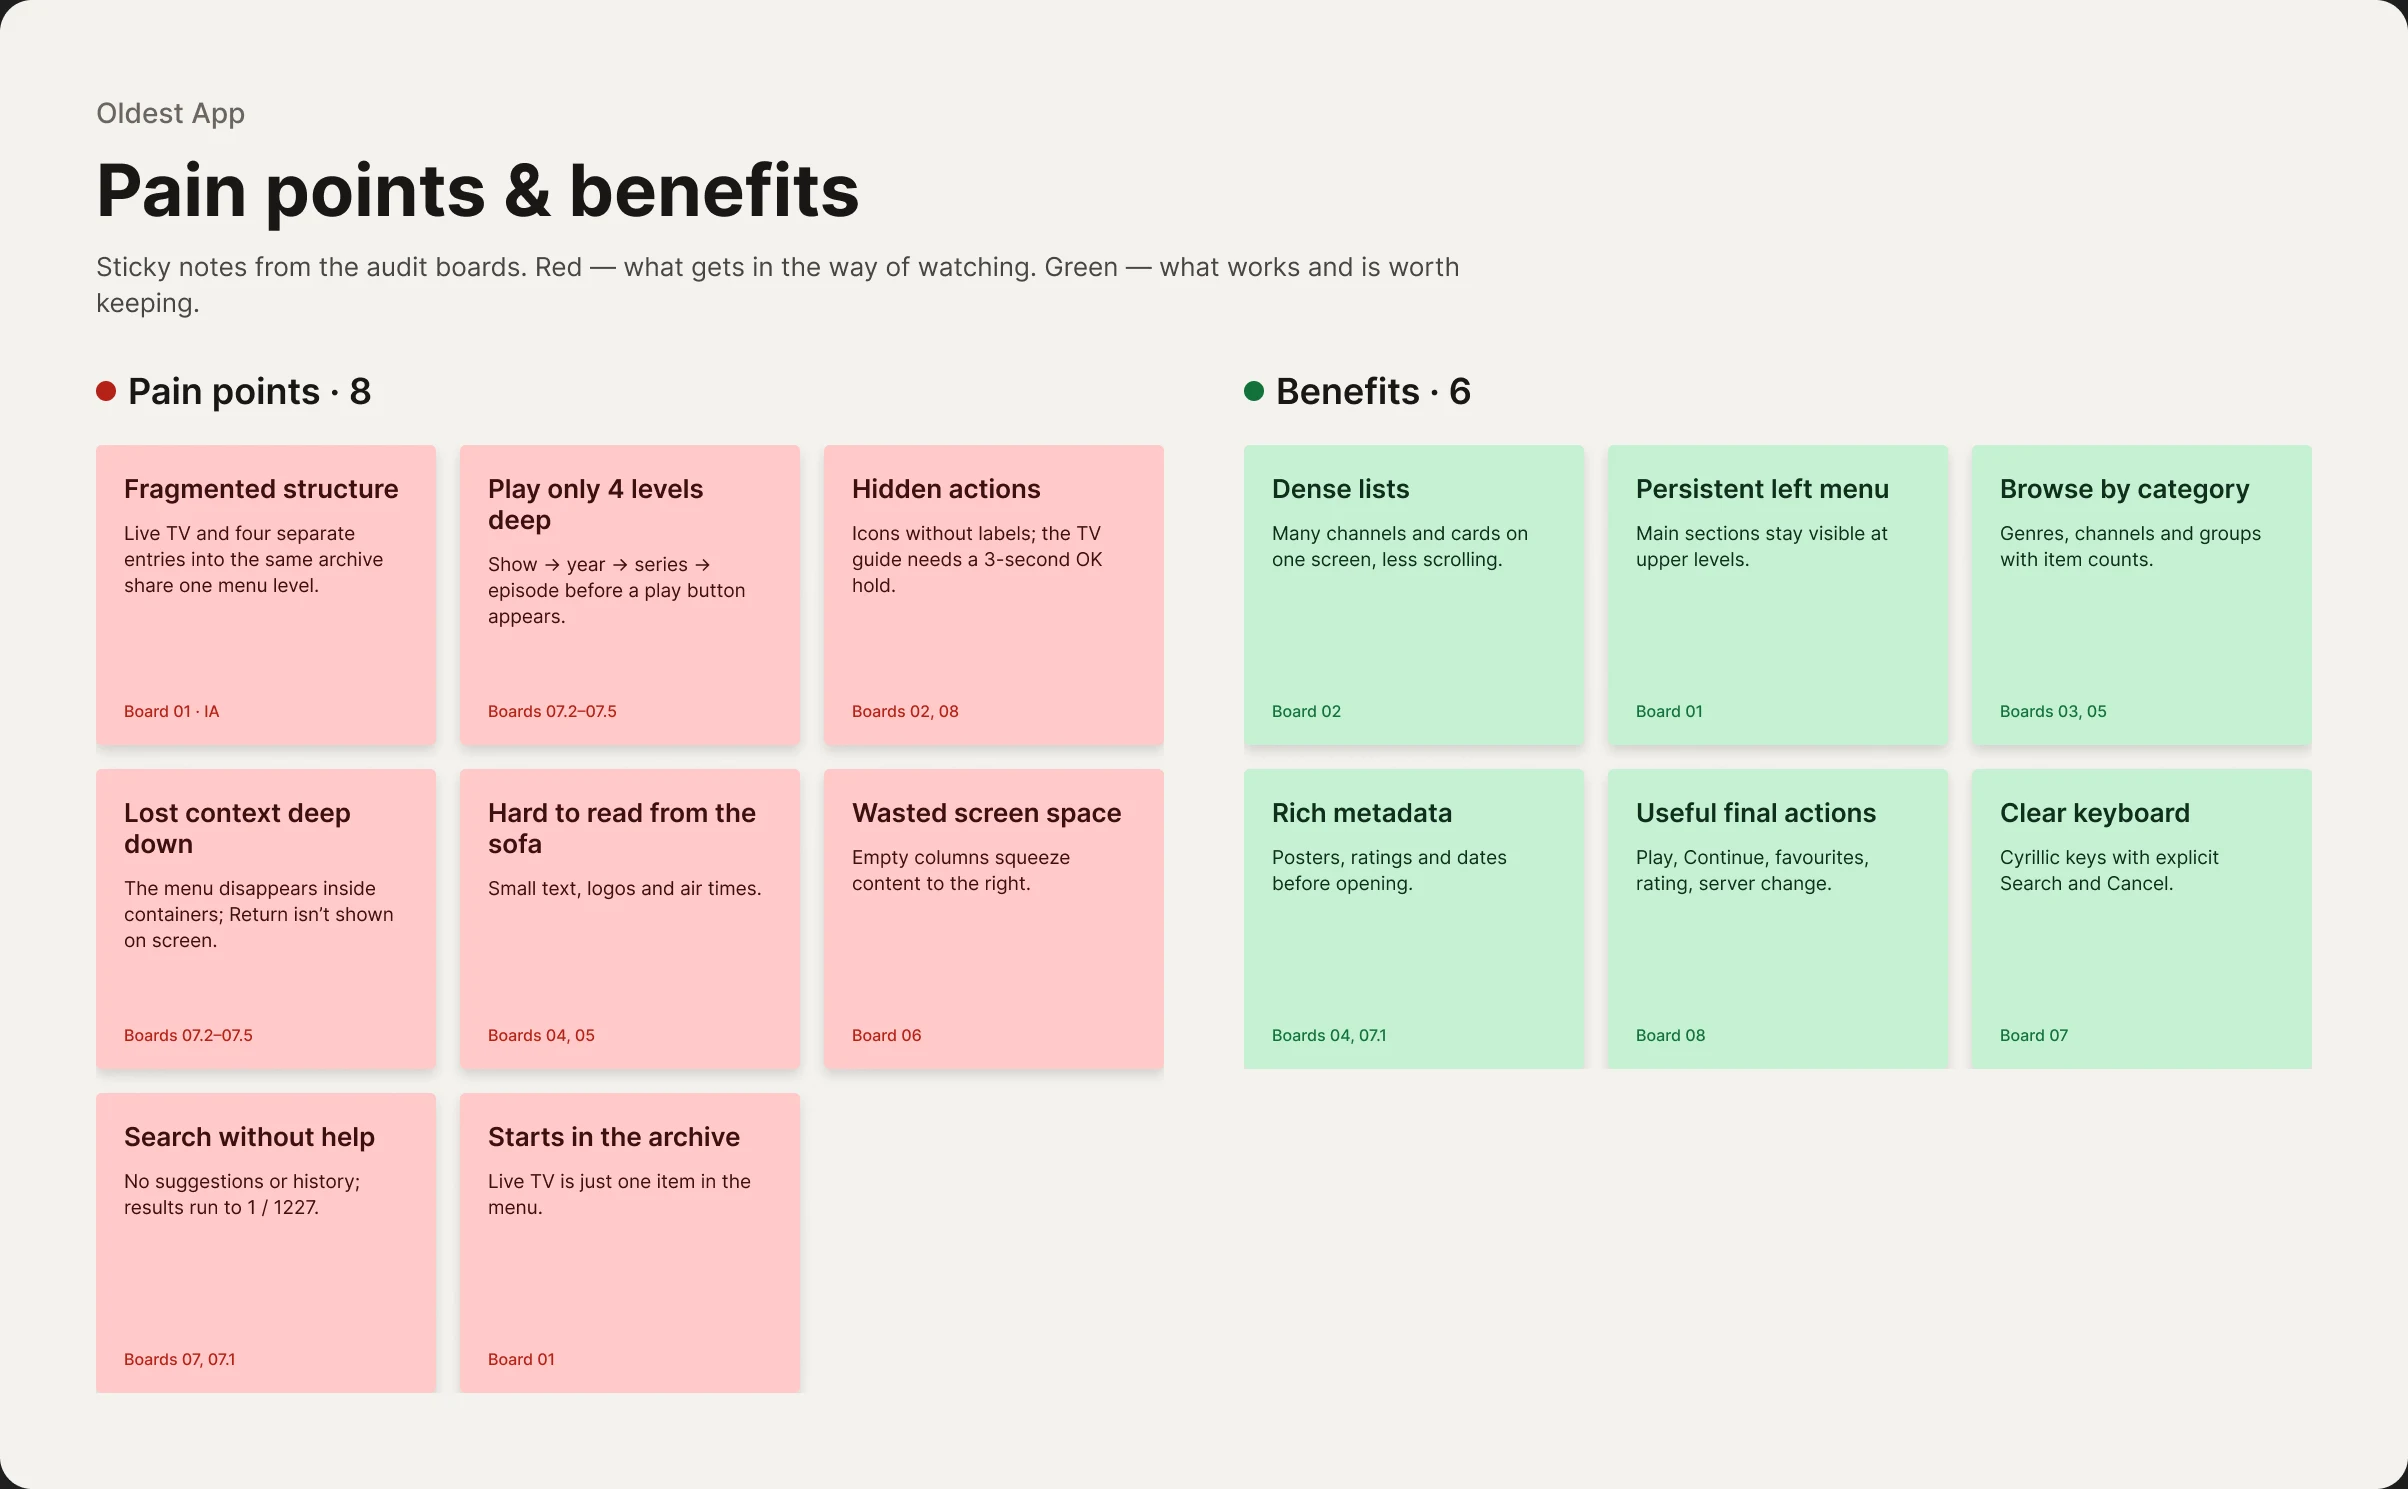 Oldest App
Pain points & benefits
Sticky notes from the audit boards. Red — what gets in the way of watching. Green — what works and is worth
keeping.
Pain points · 8
Fragmented structure
Live TV and four separate
entries into the same archive
share one menu level.
Board 01 · IA
Play only 4 levels
deep
Show → year → series →
episode before a play button
appears.
Boards 07.2–07.5
Hidden actions
Icons without labels; the TV
guide needs a 3-second OK
hold.
Boards 02, 08
Lost context deep
down
The menu disappears inside
containers; Return isn’t shown
on screen.
Boards 07.2–07.5
Hard to read from the
sofa
Small text, logos and air times.
Boards 04, 05
Wasted screen space
Empty columns squeeze
content to the right.
Board 06
Search without help
No suggestions or history;
results run to 1 / 1227.
Boards 07, 07.1
Starts in the archive
Live TV is just one item in the
menu.
Board 01
Benefits · 6
Dense lists
Many channels and cards on
one screen, less scrolling.
Board 02
Persistent left menu
Main sections stay visible at
upper levels.
Board 01
Browse by category
Genres, channels and groups
with item counts.
Boards 03, 05
Rich metadata
Posters, ratings and dates
before opening.
Boards 04, 07.1
Useful final actions
Play, Continue, favourites,
rating, server change.
Board 08
Clear keyboard
Cyrillic keys with explicit
Search and Cancel.
Board 07